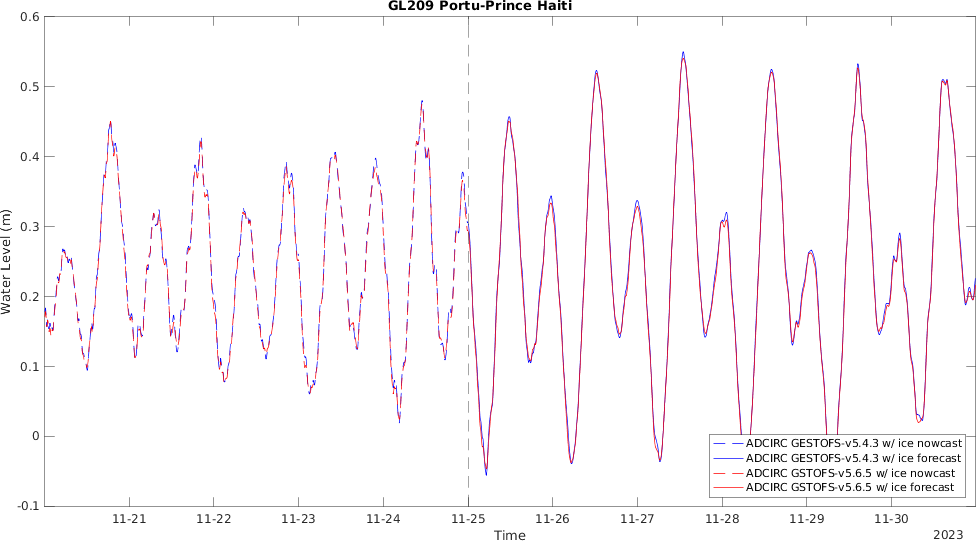 GL209 Portu-Prince Haiti
0.6
0.5
0.4
0.3
0.2
0.1
0
-0.1
Water Level (m)
ADCIRC GESTOFS-v5.4.3 w/ ice nowcast
ADCIRC GESTOFS-v5.4.3 w/ ice forecast
ADCIRC GSTOFS-v5.6.5 w/ ice nowcast
ADCIRC GSTOFS-v5.6.5 w/ ice forecast
11-21 11-22 11-23 11-24 11-25 11-26 11-27 11-28 11-29 11-30
Time
2023